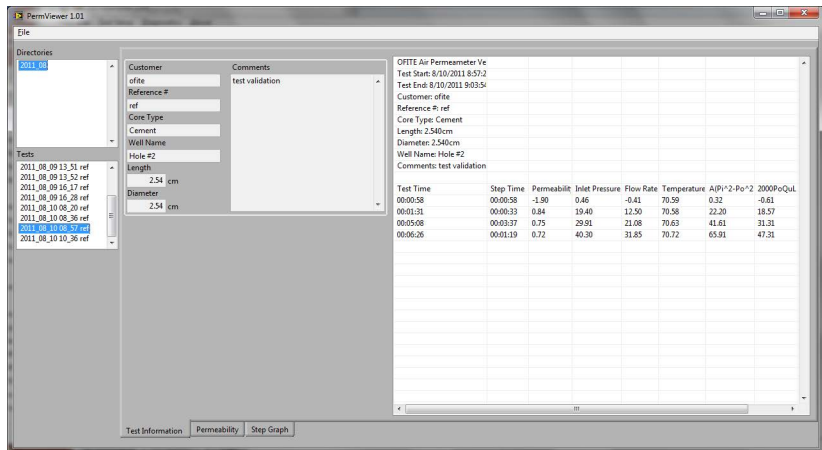 PermViewer 1.01
File
Directories
2011_08
Tests
2011_08_09 13_51 ref
2011_08_09 13_52 ref
2011_08_09 16_17 ref
2011_08_09 16_28 ref
2011_08_10 08_20 ref
2011_08_10 08_36 ref
2011_08_10 08_57 ref
2011_08_10 10_36 ref
Customer
ofite
Reference #
ref
Core Type
Cement
Well Name
Hole #2
Length
2.54 cm
Diameter
2.54 cm
Comments
test validation
OFITE Air Permeameter Ve
Test Start: 8/10/2011 8:57:2
Test End: 8/10/2011 9:03:54
Customer: ofite
Reference #: ref
Core Type: Cement
Length: 2.540cm
Diameter: 2.540cm
Well Name: Hole #2
Comments: test validation
Test Time Step Time Permeabilit Inlet Pressure Flow Rate Temperature A(Pi^2-Po^2 2000PoQuL
00:00:58 00:00:58 -1.90 0.46 -0.41 70.59 0.32 -0.61
00:01:31 00:00:33 0.84 19.40 12.50 70.58 22.20 18.57
00:05:08 00:03:37 0.75 29.91 21.08 70.63 41.61 31.31
00:06:26 00:01:19 0.72 40.30 31.85 70.72 65.91 47.31
Test Information Permeability Step Graph